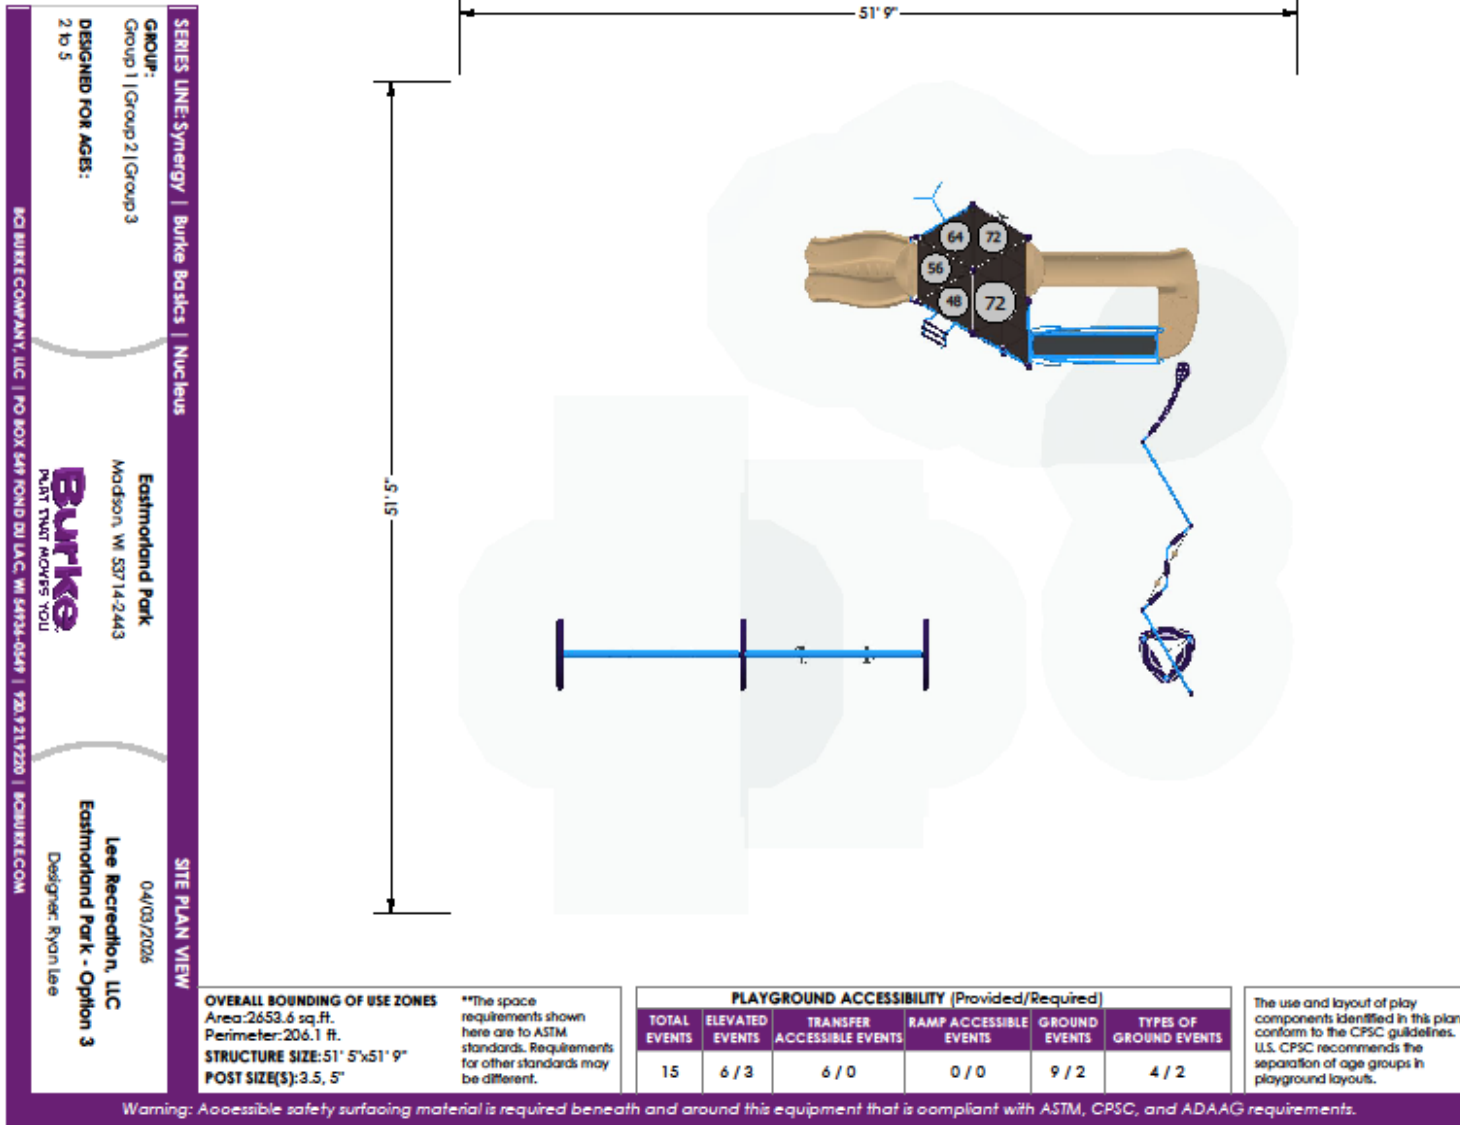 SERIES LINE: Synergy | Burke Basics | Nucleus
SITE PLAN VIEW
GROUP:
Group 1 | Group 2 | Group 3
DESIGNED FOR AGES:
2 to 5
Eastmorland Park
Madison, WI 53714-2443
Burke
PLAY THAT MOVES YOU
04/03/2026
Lee Recreation, LLC
Eastmorland Park - Option 3
Designer: Ryan Lee
BCI BURKE COMPANY, LLC | PO BOX 549 FOND DU LAC, WI 54936-0549 | 920.921.9220 | BCIBURKE.COM
51' 9"
51' 5"
64
72
56
48
72
OVERALL BOUNDING OF USE ZONES
Area:2653.6 sq.ft.
Perimeter:206.1 ft.
STRUCTURE SIZE:51' 5"x51' 9"
POST SIZE(S):3.5, 5"
**The space
requirements shown
here are to ASTM
standards. Requirements
for other standards may
be different.
PLAYGROUND ACCESSIBILITY (Provided/Required)
TOTAL EVENTS ELEVATED EVENTS TRANSFER ACCESSIBLE EVENTS RAMP ACCESSIBLE EVENTS GROUND EVENTS TYPES OF GROUND EVENTS
15 6 / 3 6 / 0 0 / 0 9 / 2 4 / 2
The use and layout of play
components identified in this plan
conform to the CPSC guildelines.
U.S. CPSC recommends the
separation of age groups in
playground layouts.
Warning: Accessible safety surfacing material is required beneath and around this equipment that is compliant with ASTM, CPSC, and ADAAG requirements.